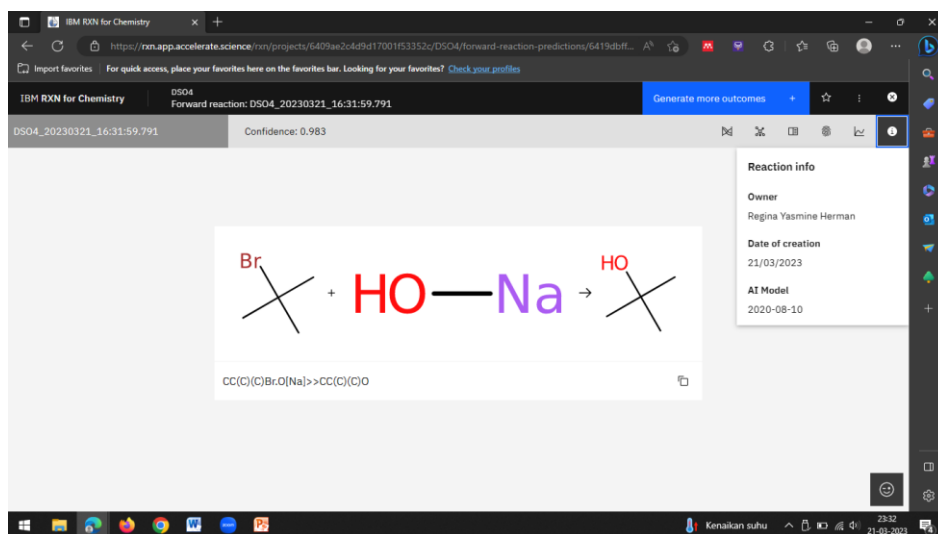 IBM RXN for Chemistry
https://rxn.app.accelerate.science/rxn/projects/6409ae2c4d9d17001f53352c/DSO4/forward-reaction-predictions/6419dbff...
Import favorites For quick access, place your favorites here on the favorites bar. Looking for your favorites? Check your profiles
IBM RXN for Chemistry
DSO4
Forward reaction: DSO4_20230321_16:31:59.791
Generate more outcomes +
DSO4_20230321_16:31:59.791
Confidence: 0.983
Reaction info
Owner
Regina Yasmine Herman
Date of creation
21/03/2023
AI Model
2020-08-10
Br + HO Na → HO
CC(C)(C)Br.O[Na]>>CC(C)(C)O
Kenaikan suhu
23:32
21-03-2023